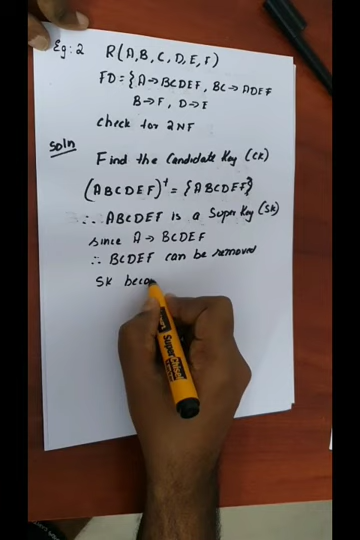 Eg: 2 R(A,B,C,D,E,F)
FD = {A→BCDEF, BC→ADEF
B→F, D→E
check for 2NF
Soln
Find the Candidate Key (CK)
(ABCDEF)⁺ = {ABCDEF}
∴ ABCDEF is a Super Key (SK)
since A → BCDEF
∴ BCDEF can be removed
SK beco
Super